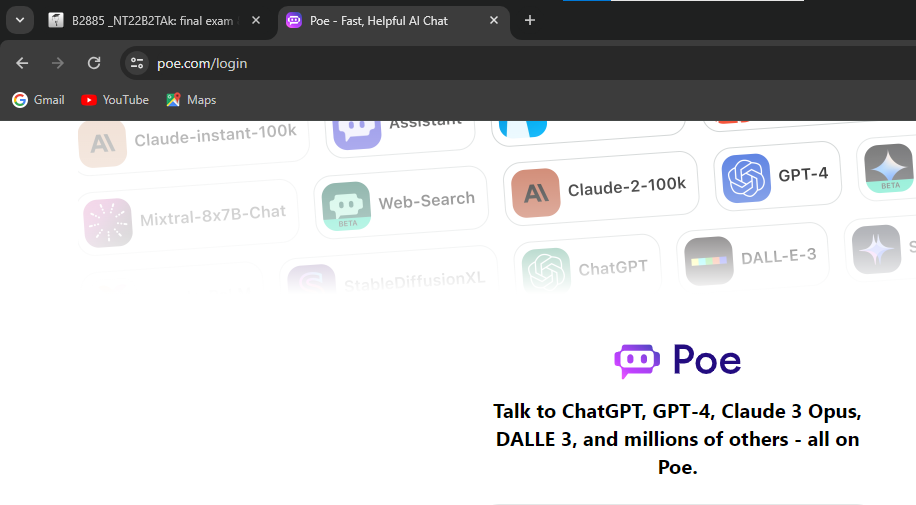 B2885 _NT22B2TAk: final exam
Poe - Fast, Helpful AI Chat
poe.com/login
Gmail
YouTube
Maps
Claude-instant-100k
Assistant
Mixtral-8x7B-Chat
Web-Search
BETA
Claude-2-100k
GPT-4
BETA
StableDiffusionXL
ChatGPT
DALL-E-3
S
Poe
Talk to ChatGPT, GPT-4, Claude 3 Opus,
DALLE 3, and millions of others - all on
Poe.